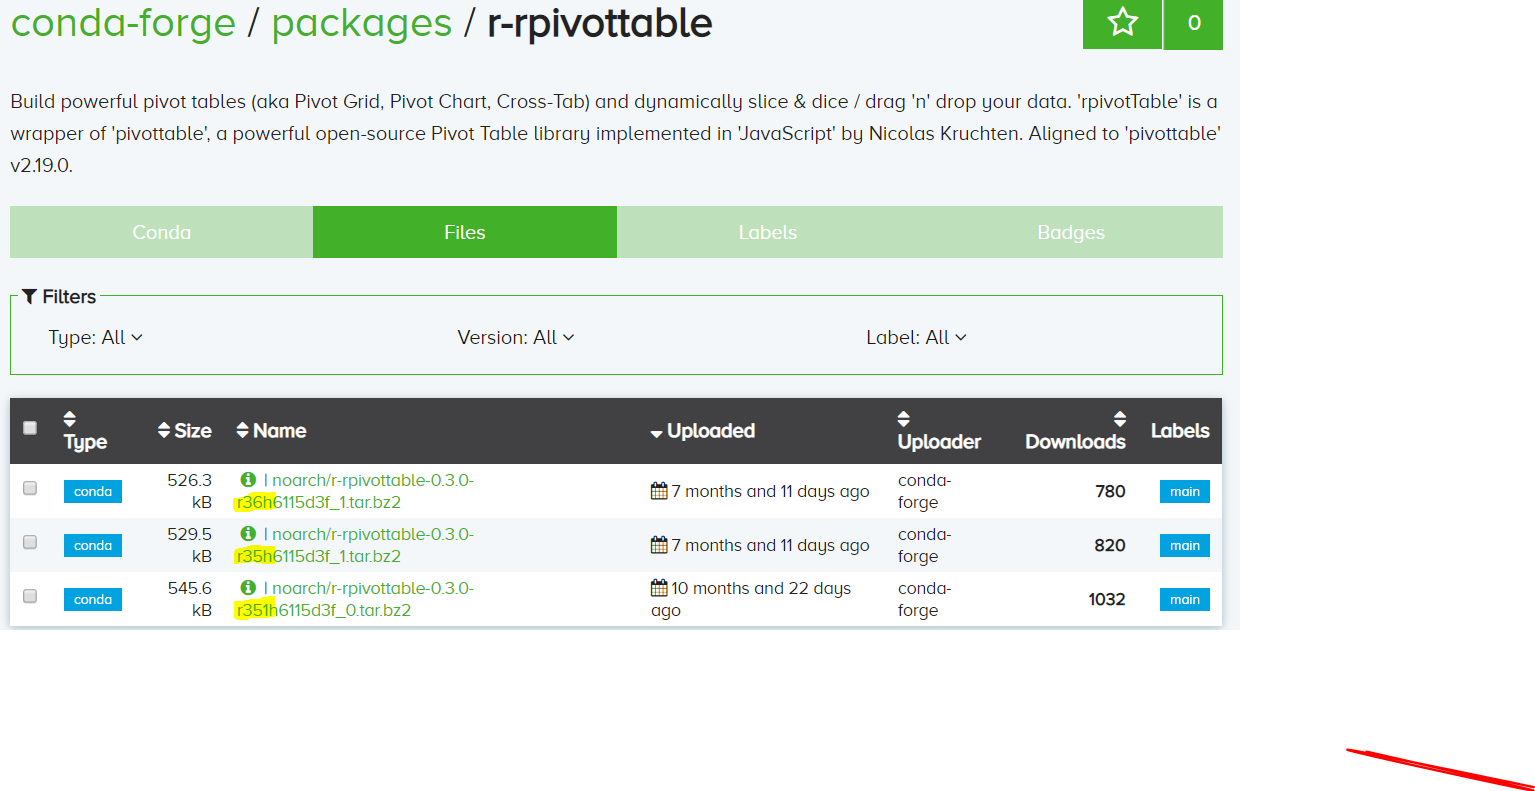 conda-forge / packages / r-rpivottable
0
Build powerful pivot tables (aka Pivot Grid, Pivot Chart, Cross-Tab) and dynamically slice & dice / drag 'n' drop your data. 'rpivotTable' is a
wrapper of 'pivottable', a powerful open-source Pivot Table library implemented in 'JavaScript' by Nicolas Kruchten. Aligned to 'pivottable'
v2.19.0.
Conda Files Labels Badges
Filters
Type: All Version: All Label: All
Type Size Name Uploaded Uploader Downloads Labels
conda 526.3 kB | noarch/r-rpivottable-0.3.0-
r36h6115d3f_1.tar.bz2 7 months and 11 days ago conda-forge 780 main
conda 529.5 kB | noarch/r-rpivottable-0.3.0-
r35h6115d3f_1.tar.bz2 7 months and 11 days ago conda-forge 820 main
conda 545.6 kB | noarch/r-rpivottable-0.3.0-
r351h6115d3f_0.tar.bz2 10 months and 22 days ago conda-forge 1032 main